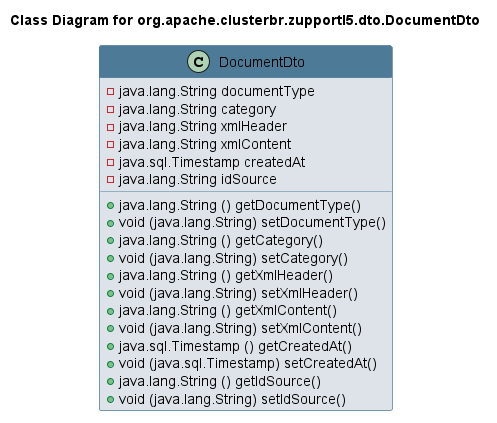 Class Diagram for org.apache.clusterbr.zupportl5.dto.DocumentDto
C DocumentDto
java.lang.String documentType
java.lang.String category
java.lang.String xmlHeader
java.lang.String xmlContent
java.sql.Timestamp createdAt
java.lang.String idSource
java.lang.String () getDocumentType()
void (java.lang.String) setDocumentType()
java.lang.String () getCategory()
void (java.lang.String) setCategory()
java.lang.String () getXmlHeader()
void (java.lang.String) setXmlHeader()
java.lang.String () getXmlContent()
void (java.lang.String) setXmlContent()
java.sql.Timestamp () getCreatedAt()
void (java.sql.Timestamp) setCreatedAt()
java.lang.String () getIdSource()
void (java.lang.String) setIdSource()